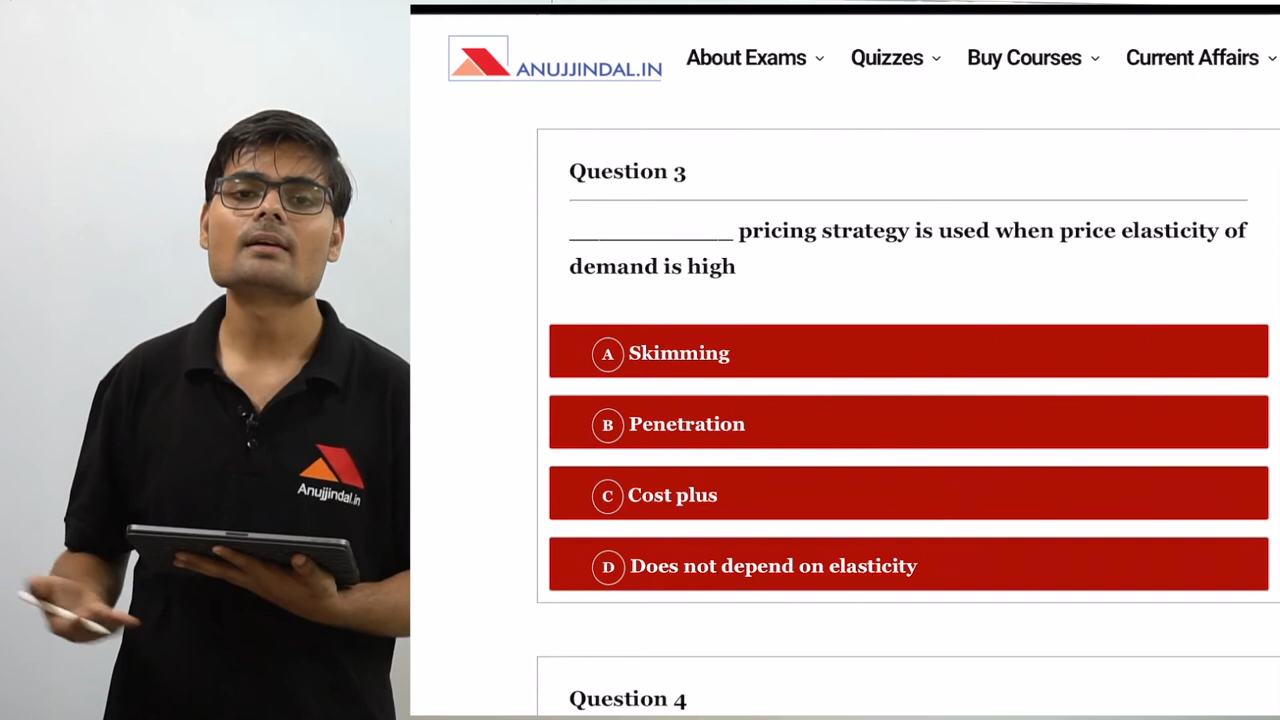 ANUJJINDAL.IN
About Exams
Quizzes
Buy Courses
Current Affairs
Question 3
____________ pricing strategy is used when price elasticity of
demand is high
A Skimming
B Penetration
C Cost plus
D Does not depend on elasticity
Question 4
Anujjindal.in